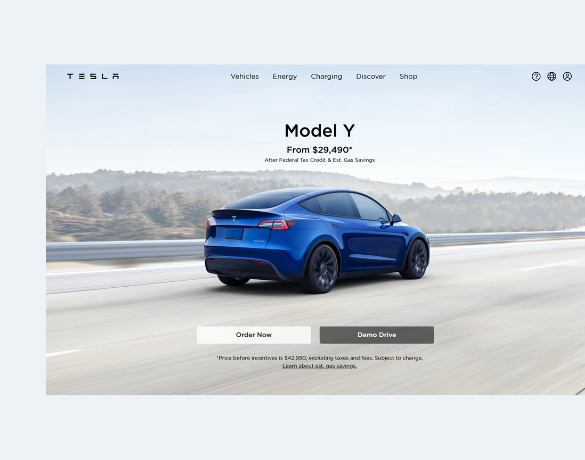 TESLA
Vehicles Energy Charging Discover Shop
Model Y
From $29,490*
After Federal Tax Credit & Est. Gas Savings
Order Now Demo Drive
*Price before incentives is $42,990, excluding taxes and fees. Subject to change.
Learn about est. gas savings.